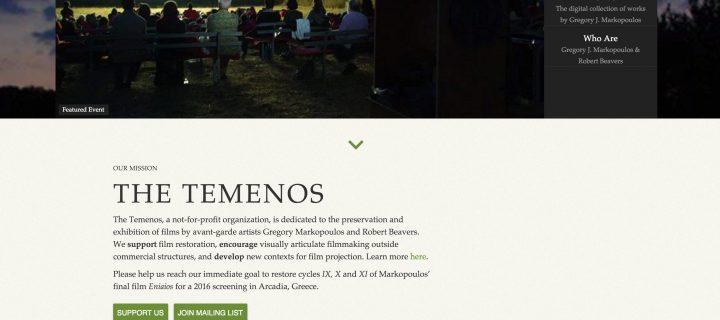 The digital collection of works
by Gregory J. Markopoulos
Who Are
Gregory J. Markopoulos &
Robert Beavers
Featured Event
OUR MISSION
THE TEMENOS
The Temenos, a not-for-profit organization, is dedicated to the preservation and
exhibition of films by avant-garde artists Gregory Markopoulos and Robert Beavers.
We support film restoration, encourage visually articulate filmmaking outside
commercial structures, and develop new contexts for film projection. Learn more here.
Please help us reach our immediate goal to restore cycles IX, X and XI of Markopoulos'
final film Eniaios for a 2016 screening in Arcadia, Greece.
SUPPORT US
JOIN MAILING LIST